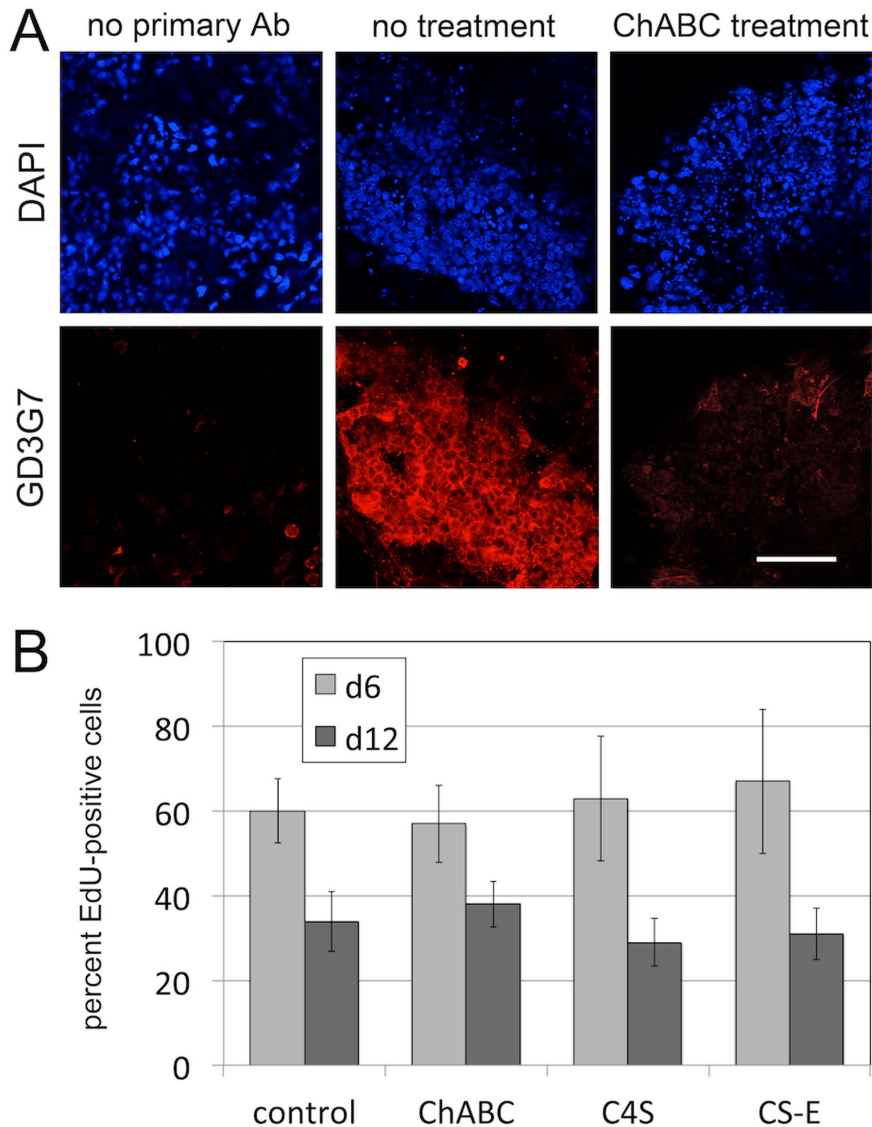 A
no primary Ab
no treatment
ChABC treatment
DAPI
GD3G7
B
percent EdU-positive cells
100
80
60
40
20
0
d6
d12
control
ChABC
C4S
CS-E